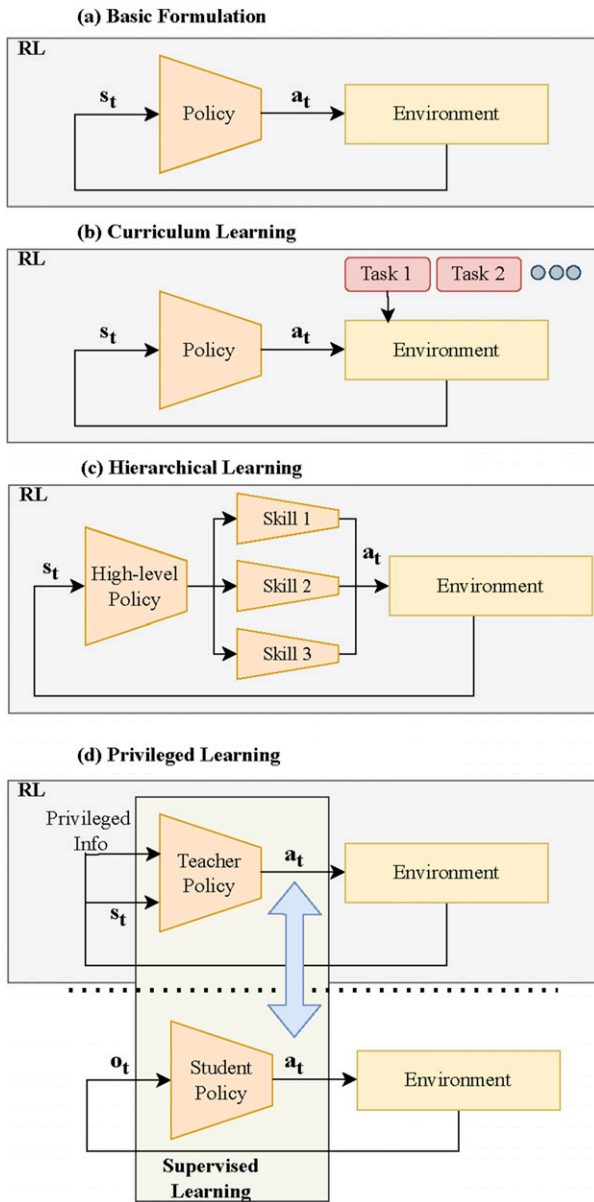 (a) Basic Formulation
RL
s_t
Policy
a_t
Environment
(b) Curriculum Learning
RL
Task 1
Task 2
s_t
Policy
a_t
Environment
(c) Hierarchical Learning
RL
s_t
High-level
Policy
Skill 1
Skill 2
Skill 3
a_t
Environment
(d) Privileged Learning
RL
Privileged
Info
s_t
Teacher
Policy
a_t
Environment
o_t
Student
Policy
a_t
Environment
Supervised
Learning